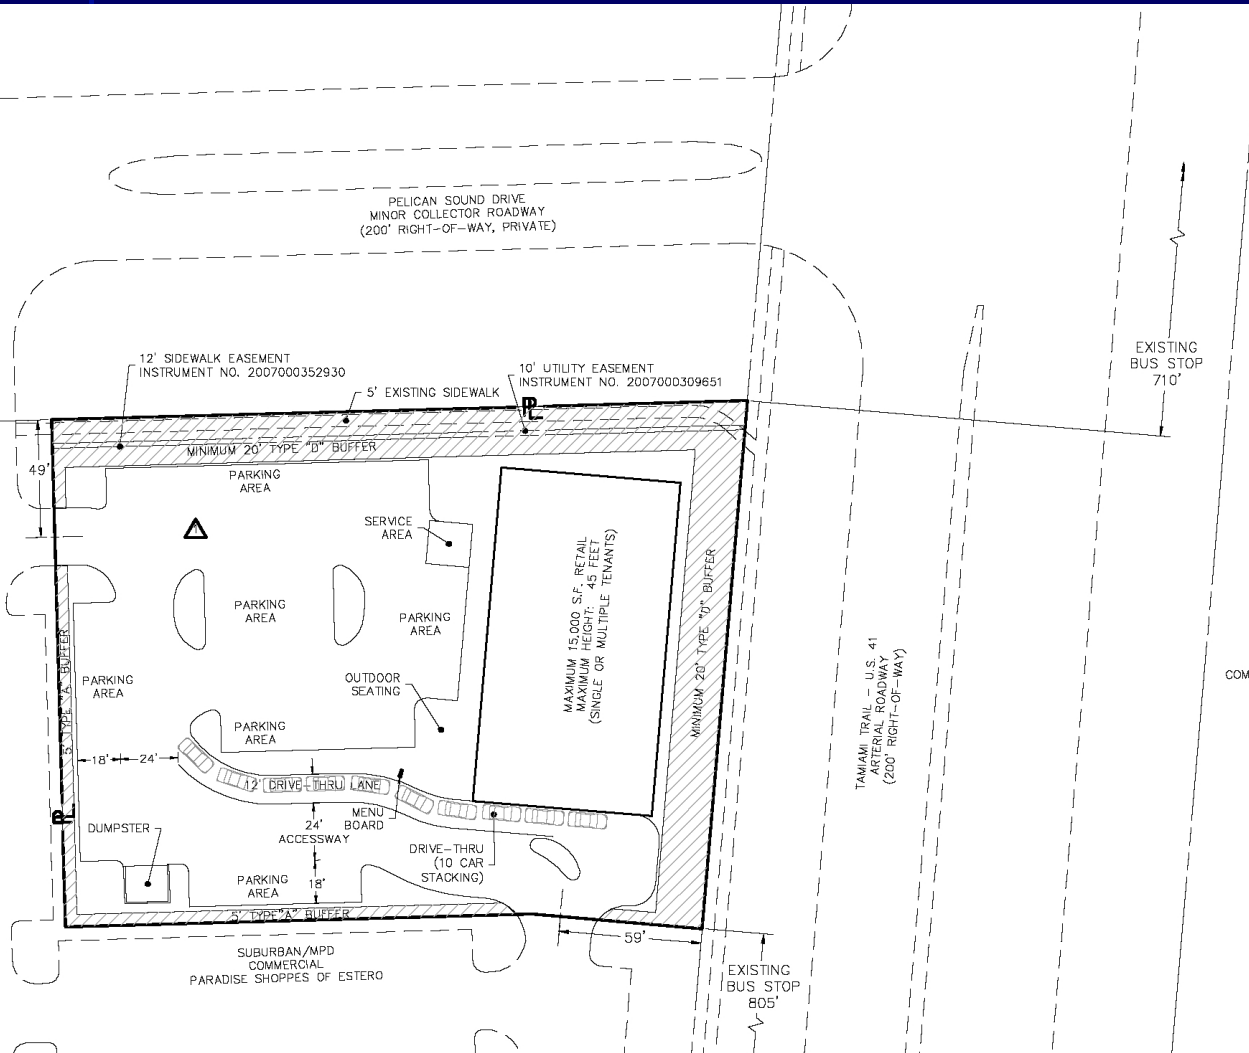 PELICAN SOUND DRIVE
MINOR COLLECTOR ROADWAY
(200' RIGHT-OF-WAY, PRIVATE)
EXISTING
BUS STOP
710'
12' SIDEWALK EASEMENT
INSTRUMENT NO. 2007000352930
10' UTILITY EASEMENT
INSTRUMENT NO. 2007000309651
5' EXISTING SIDEWALK
PL
MINIMUM 20' TYPE "D" BUFFER
49'
PARKING
AREA
1
SERVICE
AREA
MAXIMUM 15,000 S.F. RETAIL
MAXIMUM HEIGHT: 45 FEET
(SINGLE OR MULTIPLE TENANTS)
MINIMUM 20' TYPE "D" BUFFER
PARKING
AREA
PARKING
AREA
5' TYPE "A" BUFFER
PARKING
AREA
OUTDOOR
SEATING
TAMIAMI TRAIL - U.S. 41
ARTERIAL ROADWAY
(200' RIGHT-OF-WAY)
COM
PARKING
AREA
18'
24'
12' DRIVE-THRU LANE
MENU
BOARD
PL
DUMPSTER
24'
ACCESSWAY
DRIVE-THRU
(10 CAR
STACKING)
PARKING
AREA
18'
5' TYPE "A" BUFFER
59'
SUBURBAN/MPD
COMMERCIAL
PARADISE SHOPPES OF ESTERO
EXISTING
BUS STOP
805'